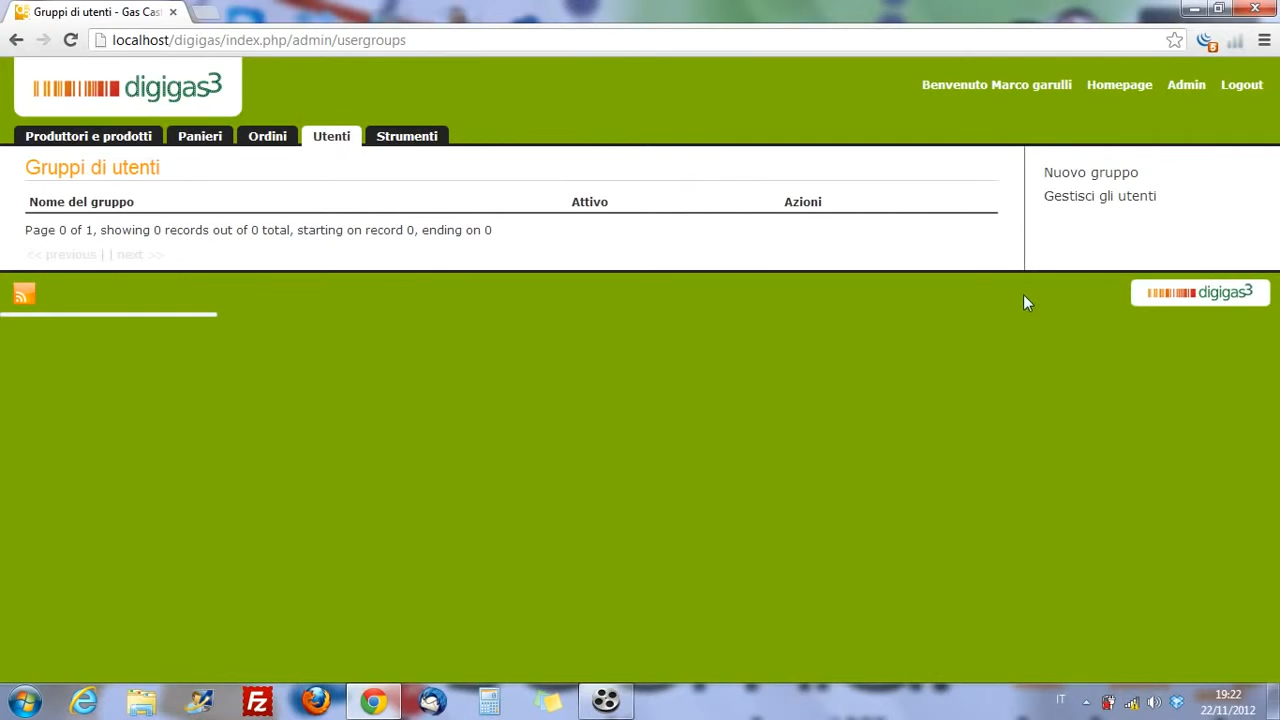 Gruppi di utenti - Gas Cas
localhost/digigas/index.php/admin/usergroups
5
digigas3
Benvenuto Marco garulli Homepage Admin Logout
Produttori e prodotti Panieri Ordini Utenti Strumenti
Gruppi di utenti
Nome del gruppo Attivo Azioni
Page 0 of 1, showing 0 records out of 0 total, starting on record 0, ending on 0
<< previous | | next >>
Nuovo gruppo
Gestisci gli utenti
digigas3
Fz
IT
19:22
22/11/2012